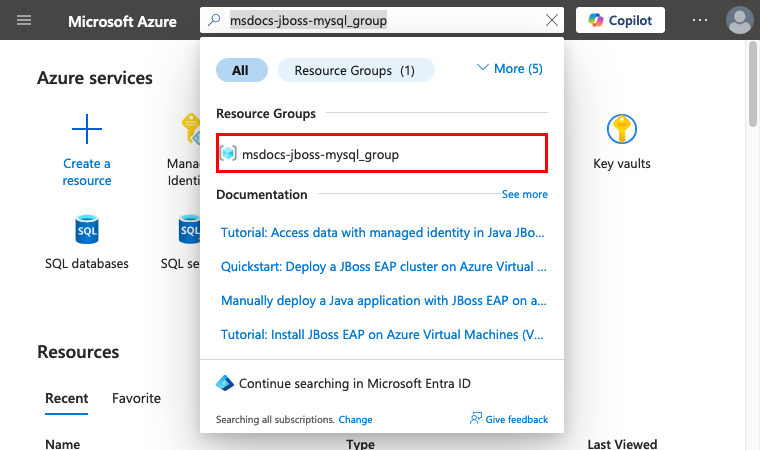 Microsoft Azure
msdocs-jboss-mysql_group
Copilot
Azure services
All
Resource Groups (1)
More (5)
Resource Groups
msdocs-jboss-mysql_group
Create a
resource
Manag
Identi
Key vaults
Documentation
See more
Tutorial: Access data with managed identity in Java JBo...
Quickstart: Deploy a JBoss EAP cluster on Azure Virtual ...
Manually deploy a Java application with JBoss EAP on a...
Tutorial: Install JBoss EAP on Azure Virtual Machines (V...
SQL
SQL databases
SQL
SQL se
Resources
Continue searching in Microsoft Entra ID
Recent
Favorite
Searching all subscriptions. Change
Give feedback
Name
Type
Last Viewed